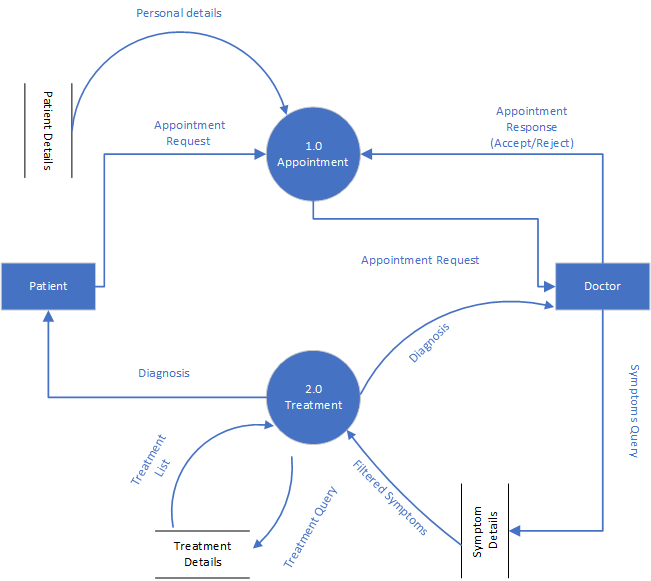 Personal details
Patient Details
Appointment
Request
1.0
Appointment
Appointment
Response
(Accept/Reject)
Appointment Request
Patient
Doctor
Diagnosis
Diagnosis
2.0
Treatment
Symptoms Query
Treatment
List
Treatment Query
Filtered Symptoms
Symptom
Details
Treatment
Details